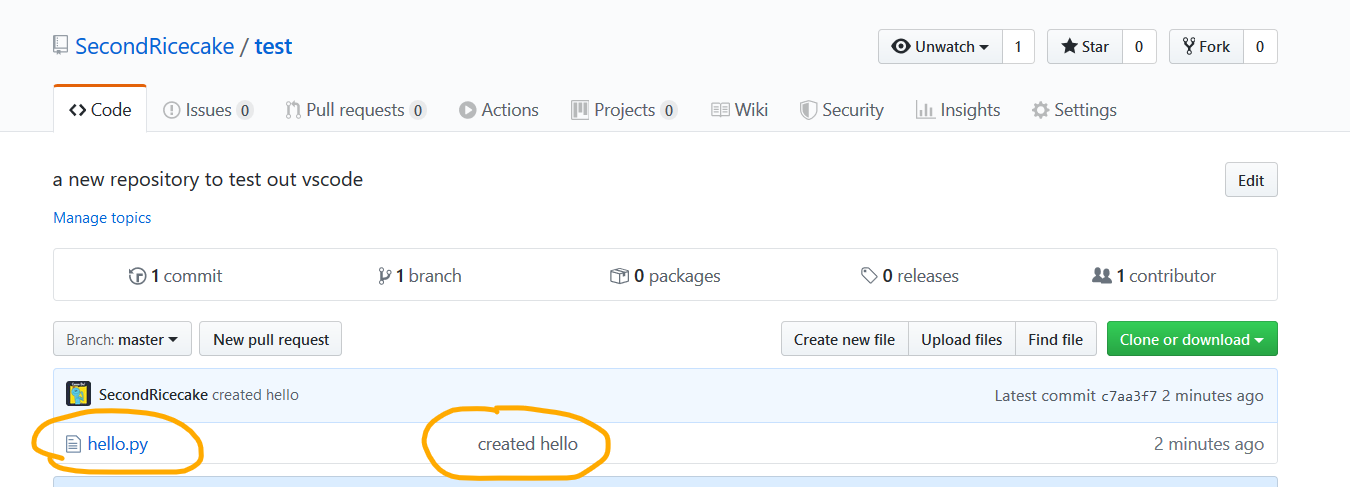 SecondRicecake / test
Unwatch 1 Star 0 Fork 0
Code Issues 0 Pull requests 0 Actions Projects 0 Wiki Security Insights Settings
a new repository to test out vscode Edit
Manage topics
1 commit 1 branch 0 packages 0 releases 1 contributor
Branch: master New pull request Create new file Upload files Find file Clone or download
SecondRicecake created hello Latest commit c7aa3f7 2 minutes ago
hello.py created hello 2 minutes ago